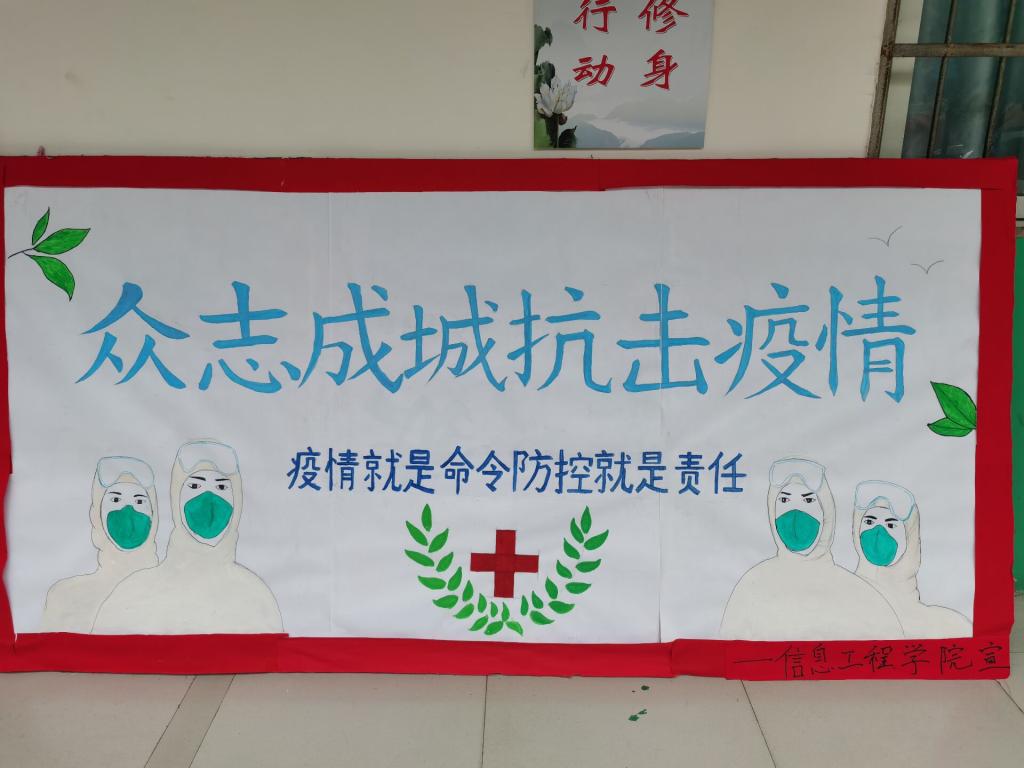 修身
行动
众志成城抗击疫情
疫情就是命令防控就是责任
一信息工程学院宣